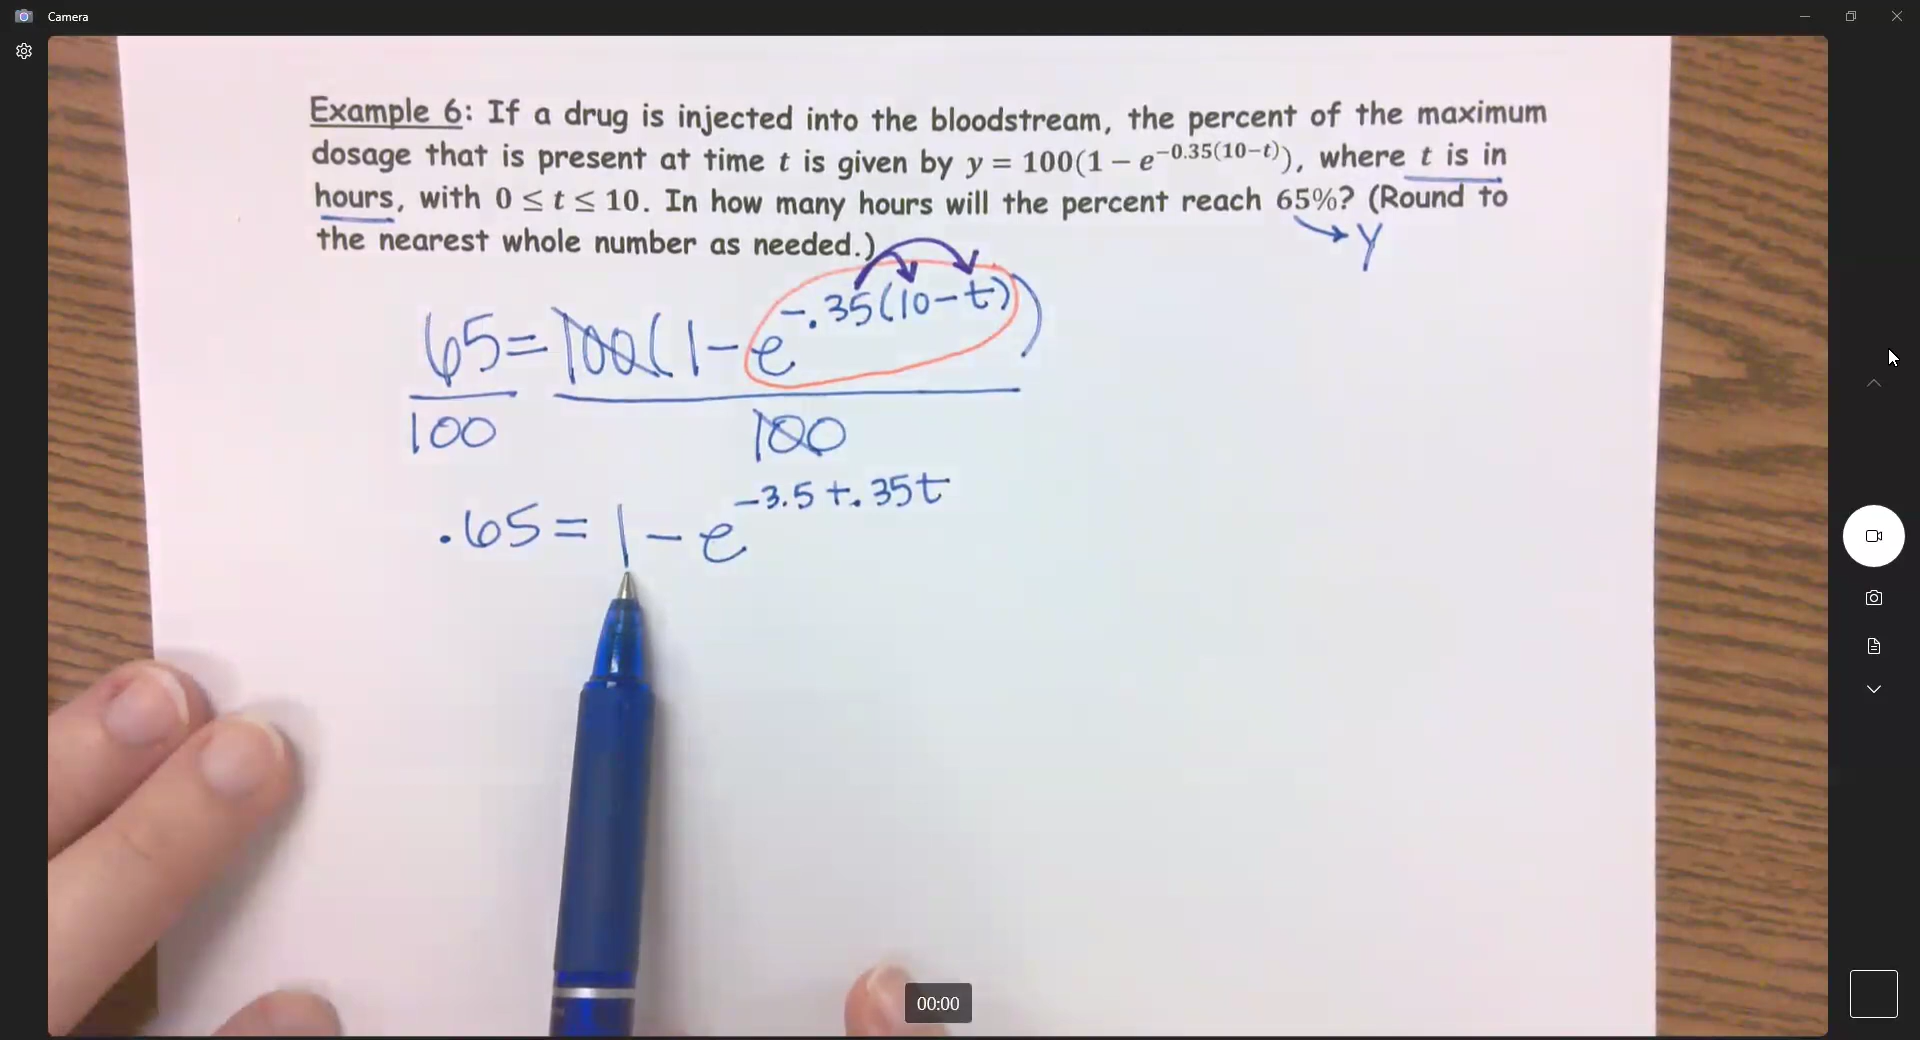 Camera
Example 6: If a drug is injected into the bloodstream, the percent of the maximum
dosage that is present at time t is given by y = 100(1 − e^−0.35(10−t)), where t is in
hours, with 0 ≤ t ≤ 10. In how many hours will the percent reach 65%? (Round to
the nearest whole number as needed.)
Y
65 = 100(1 − e^−.35(10−t))
100 100
.65 = 1 − e^−3.5+.35t
00:00